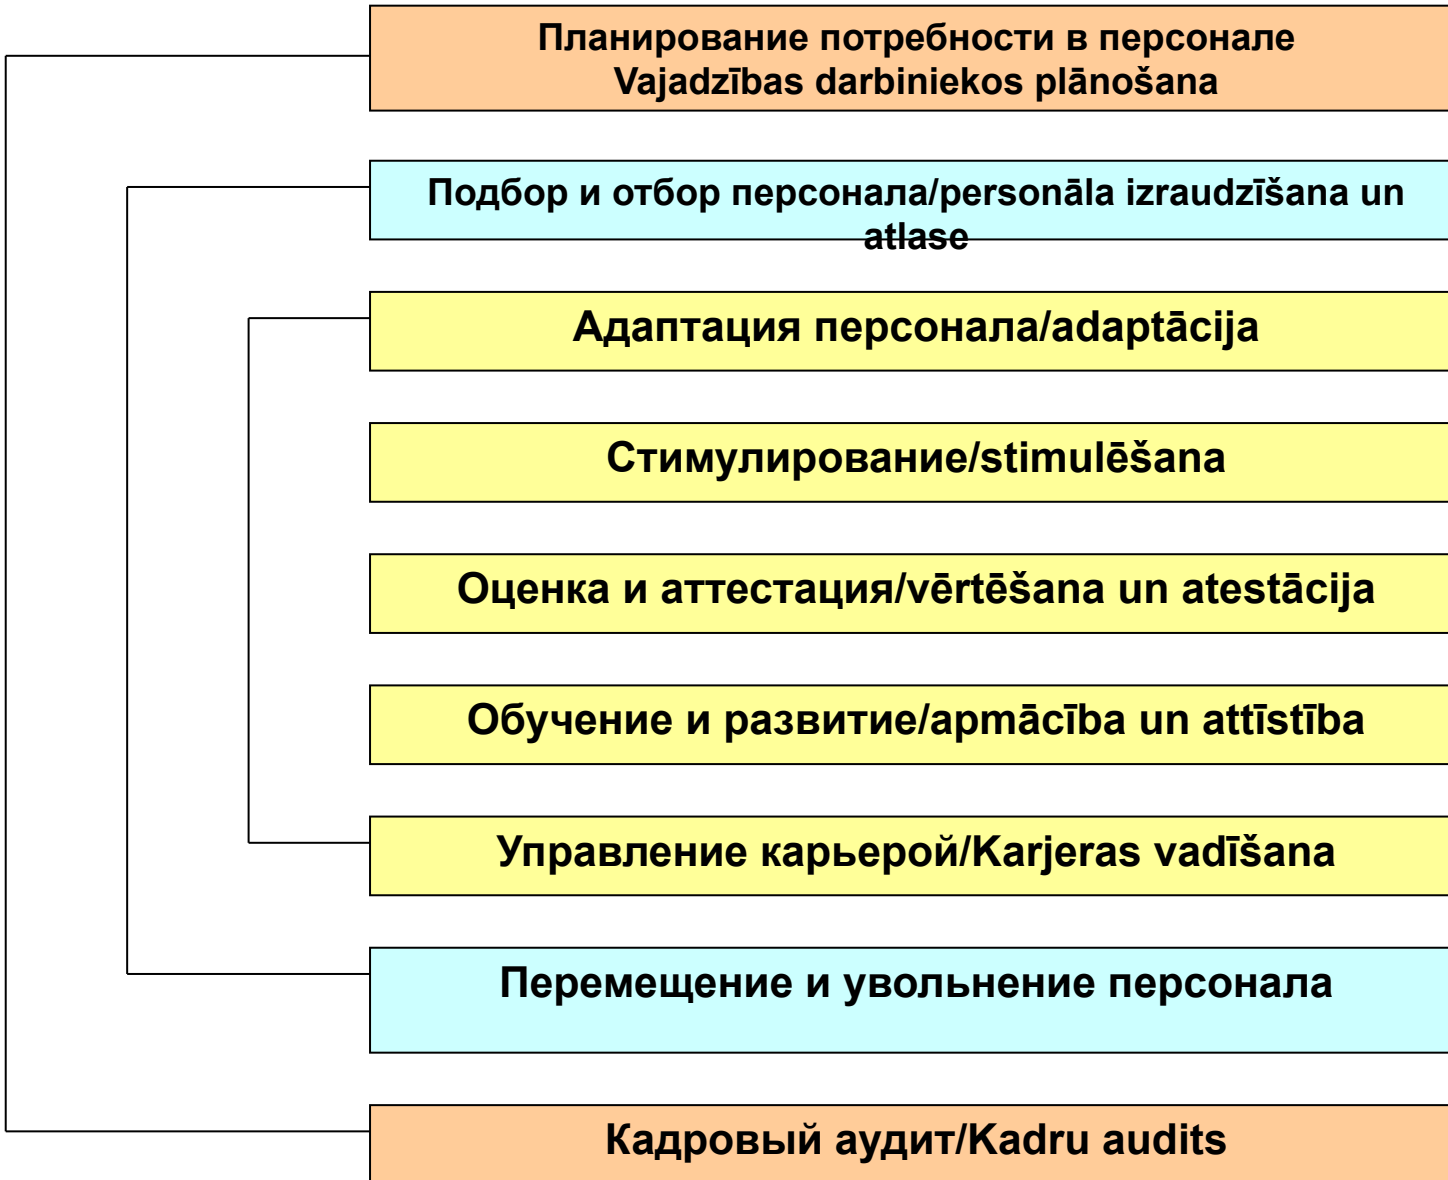 Планирование потребности в персонале
Vajadzības darbiniekos plānošana
Подбор и отбор персонала/personāla izraudzīšana un
atlase
Адаптация персонала/adaptācija
Стимулирование/stimulēšana
Оценка и аттестация/vērtēšana un atestācija
Обучение и развитие/apmācība un attīstība
Управление карьерой/Karjeras vadīšana
Перемещение и увольнение персонала
Кадровый аудит/Kadru audits